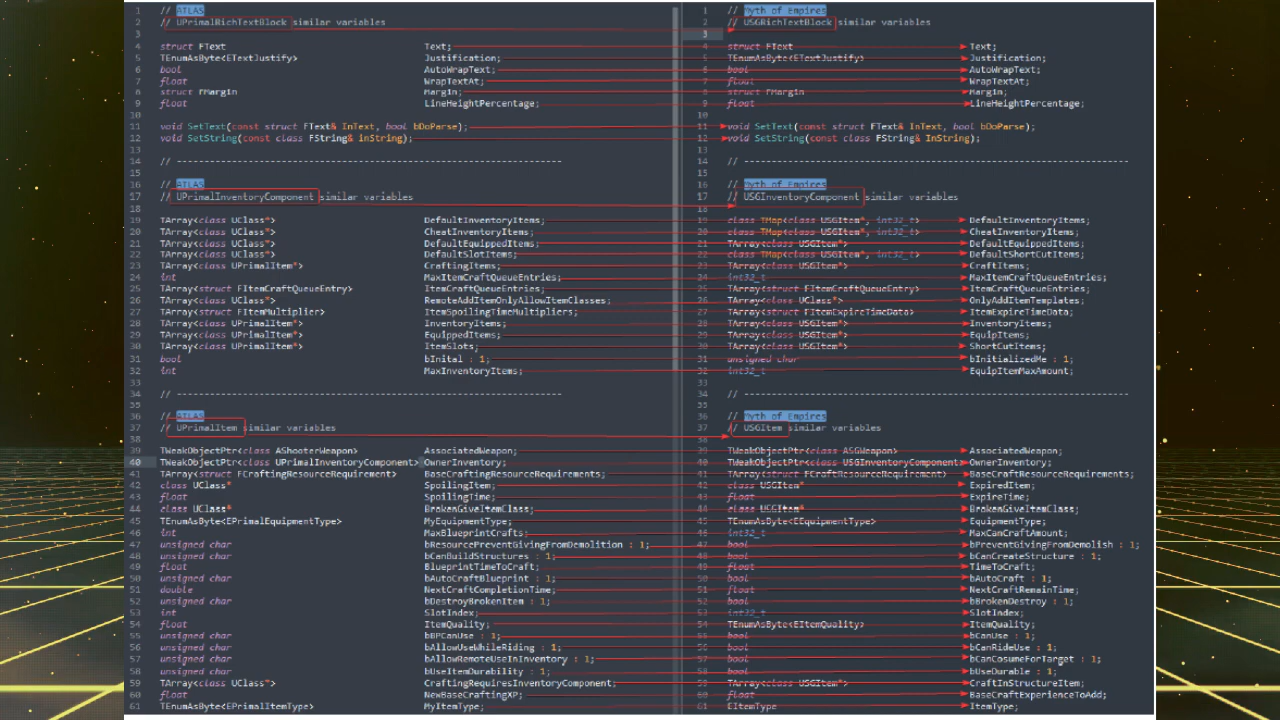 1 // ATLAS
2 // UPrimalRichTextBlock similar variables
3
4 struct FText Text;
5 TEnumAsByte<ETextJustify> Justification;
6 bool AutoWrapText;
7 float WrapTextAt;
8 struct FMargin Margin;
9 float LineHeightPercentage;
10
11 void SetText(const struct FText& InText, bool bDoParse);
12 void SetString(const class FString& inString);
13
14 // ----------------------------------------------------------
15
16 // ATLAS
17 // UPrimalInventoryComponent similar variables
18
19 TArray<class UClass*> DefaultInventoryItems;
20 TArray<class UClass*> CheatInventoryItems;
21 TArray<class UClass*> DefaultEquippedItems;
22 TArray<class UClass*> DefaultSlotItems;
23 TArray<class UPrimalItem*> CraftingItems;
24 int MaxItemCraftQueueEntries;
25 TArray<struct FItemCraftQueueEntry> ItemCraftQueueEntries;
26 TArray<class UClass*> RemoteAddItemOnlyAllowItemClasses;
27 TArray<struct FItemMultiplier> ItemSpoilingTimeMultipliers;
28 TArray<class UPrimalItem*> InventoryItems;
29 TArray<class UPrimalItem*> EquippedItems;
30 TArray<class UPrimalItem*> ItemSlots;
31 bool bInital : 1;
32 int MaxInventoryItems;
33
34 // ----------------------------------------------------------
35
36 // ATLAS
37 // UPrimalItem similar variables
38
39 TWeakObjectPtr<class AShooterWeapon> AssociatedWeapon;
40 TWeakObjectPtr<class UPrimalInventoryComponent> OwnerInventory;
41 TArray<struct FCraftingResourceRequirement> BaseCraftingResourceRequirements;
42 class UClass* SpoilingItem;
43 float SpoilingTime;
44 class UClass* BrokenGiveItemClass;
45 TEnumAsByte<EPrimalEquipmentType> MyEquipmentType;
46 int MaxBlueprintCrafts;
47 unsigned char bResourcePreventGivingFromDemolition : 1;
48 unsigned char bCanBuildStructures : 1;
49 float BlueprintTimeToCraft;
50 unsigned char bAutoCraftBlueprint : 1;
51 double NextCraftCompletionTime;
52 unsigned char bDestroyBrokenItem : 1;
53 int SlotIndex;
54 float ItemQuality;
55 unsigned char bBPCanUse : 1;
56 unsigned char bAllowUseWhileRiding : 1;
57 unsigned char bAllowRemoteUseInInventory : 1;
58 unsigned char bUseItemDurability : 1;
59 TArray<class UClass*> CraftingRequiresInventoryComponent;
60 float NewBaseCraftingXP;
61 TEnumAsByte<EPrimalItemType> MyItemType;
1 // Myth of Empires
2 // USGRichTextBlock similar variables
3
4 struct FText Text;
5 TEnumAsByte<ETextJustify> Justification;
6 bool AutoWrapText;
7 float WrapTextAt;
8 struct FMargin Margin;
9 float LineHeightPercentage;
10
11 void SetText(const struct FText& InText, bool bDoParse);
12 void SetString(const class FString& InString);
13
14 // ----------------------------------------------------------
15
16 // Myth of Empires
17 // USGInventoryComponent similar variables
18
19 class TMap<class USGItem*, int32_t> DefaultInventoryItems;
20 class TMap<class USGItem*, int32_t> CheatInventoryItems;
21 TArray<class USGItem*> DefaultEquippedItems;
22 class TMap<class USGItem*, int32_t> DefaultShortCutItems;
23 TArray<class USGItem*> CraftItems;
24 int32_t MaxItemCraftQueueEntries;
25 TArray<struct FItemCraftQueueEntry> ItemCraftQueueEntries;
26 TArray<class UClass*> OnlyAddItemTemplates;
27 TArray<struct FItemExpireTimeData> ItemExpireTimeData;
28 TArray<class USGItem*> InventoryItems;
29 TArray<class USGItem*> EquipItems;
30 TArray<class USGItem*> ShortCutItems;
31 unsigned char bInitializedMe : 1;
32 int32_t EquipItemMaxAmount;
33
34 // ----------------------------------------------------------
35
36 // Myth of Empires
37 // USGItem similar variables
38
39 TWeakObjectPtr<class ASGWeapon> AssociatedWeapon;
40 TWeakObjectPtr<class USGInventoryComponent> OwnerInventory;
41 TArray<struct FCraftResourceRequirement> BaseCraftingResourceRequirements;
42 class USGItem* ExpiredItem;
43 float ExpireTime;
44 class USGItem* BrokenGiveItemClass;
45 TEnumAsByte<EEquipmentType> EquipmentType;
46 int32_t MaxCanCraftAmount;
47 bool bPreventGivingFromDemolish : 1;
48 bool bCanCreateStructure : 1;
49 float TimeToCraft;
50 bool bAutoCraft : 1;
51 float NextCraftRemainTime;
52 bool bBrokenDestroy : 1;
53 int32_t SlotIndex;
54 TEnumAsByte<EItemQuality> ItemQuality;
55 bool bCanUse : 1;
56 bool bCanRideUse : 1;
57 bool bCanCosumeForTarget : 1;
58 bool bUseDurable : 1;
59 TArray<class USGItem*> CraftInStructureItem;
60 float BaseCraftExperienceToAdd;
61 EItemType ItemType;